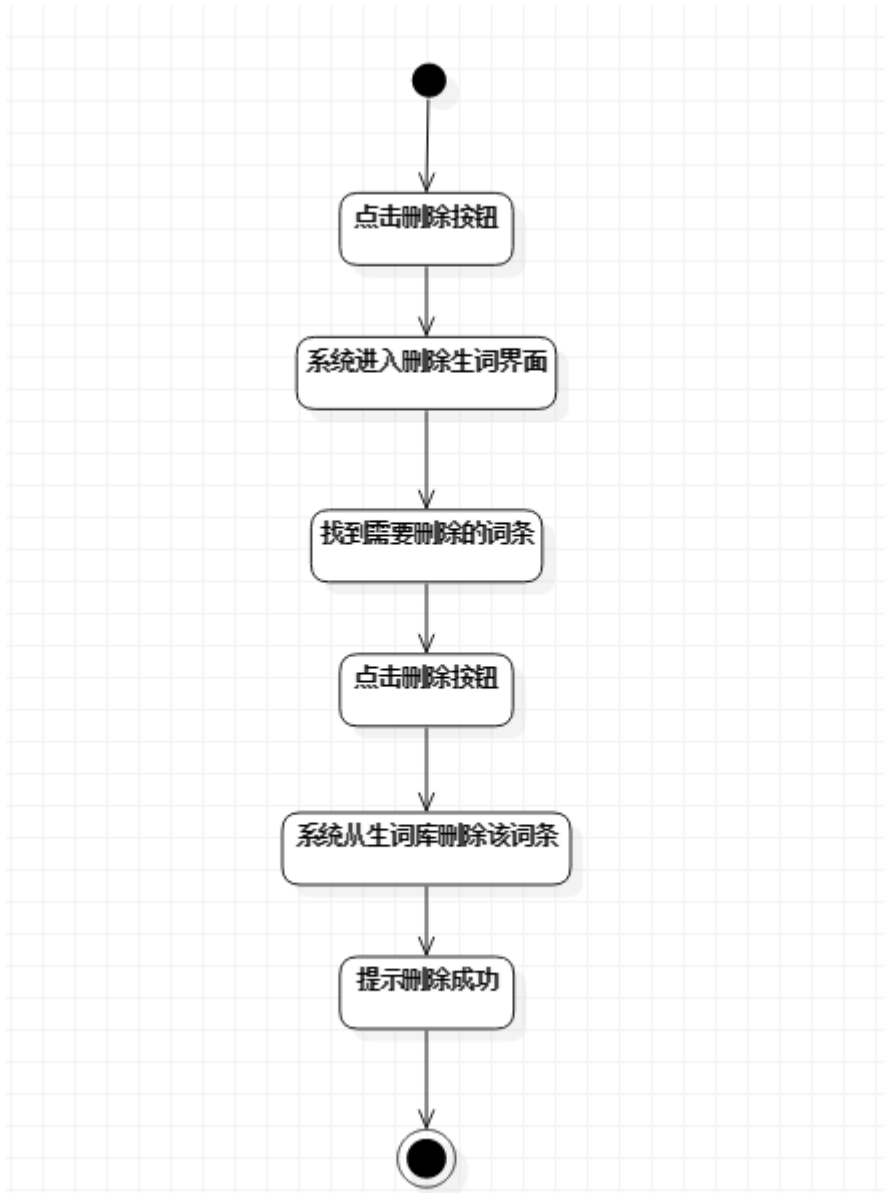 点击删除按钮
系统进入删除生词界面
找到需要删除的词条
点击删除按钮
系统从生词库删除该词条
提示删除成功